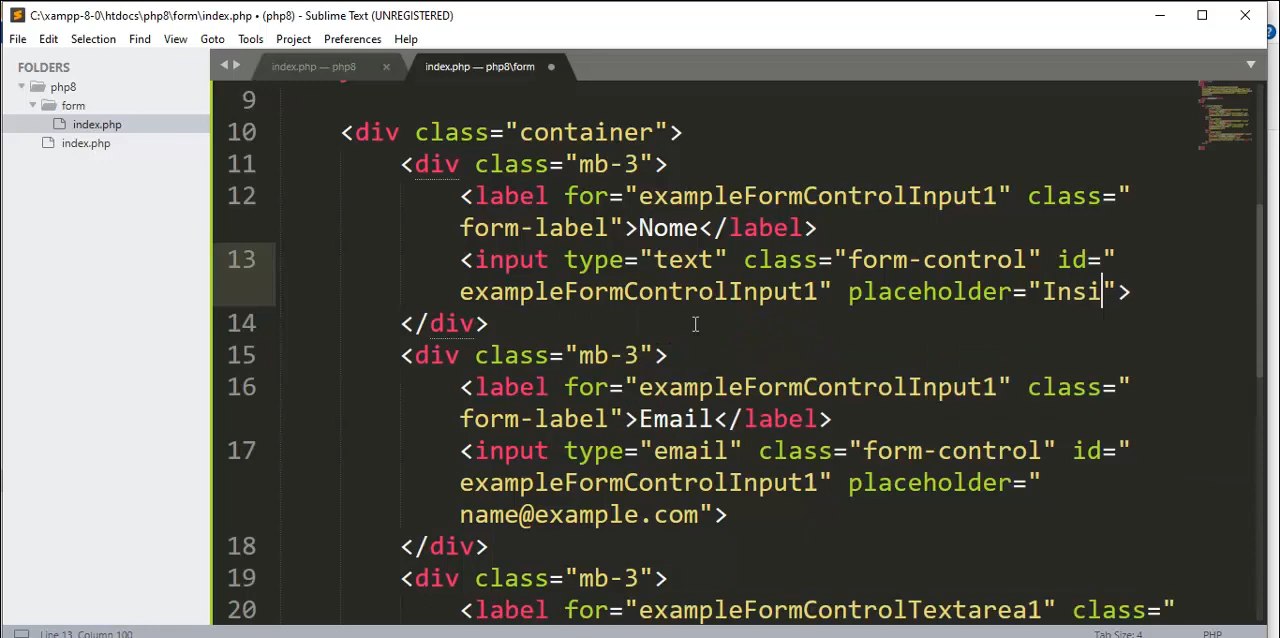 C:\xampp-8-0\htdocs\php8\form\index.php • (php8) - Sublime Text (UNREGISTERED)
File Edit Selection Find View Goto Tools Project Preferences Help
FOLDERS
php8
form
index.php
index.php
index.php — php8
index.php — php8\form
9
10 <div class="container">
11 <div class="mb-3">
12 <label for="exampleFormControlInput1" class="
form-label">Nome</label>
13 <input type="text" class="form-control" id="
exampleFormControlInput1" placeholder="Insi">
14 </div>
15 <div class="mb-3">
16 <label for="exampleFormControlInput1" class="
form-label">Email</label>
17 <input type="email" class="form-control" id="
exampleFormControlInput1" placeholder="
name@example.com">
18 </div>
19 <div class="mb-3">
20 <label for="exampleFormControlTextarea1" class="
Line 13, Column 100 Tab Size: 4 PHP